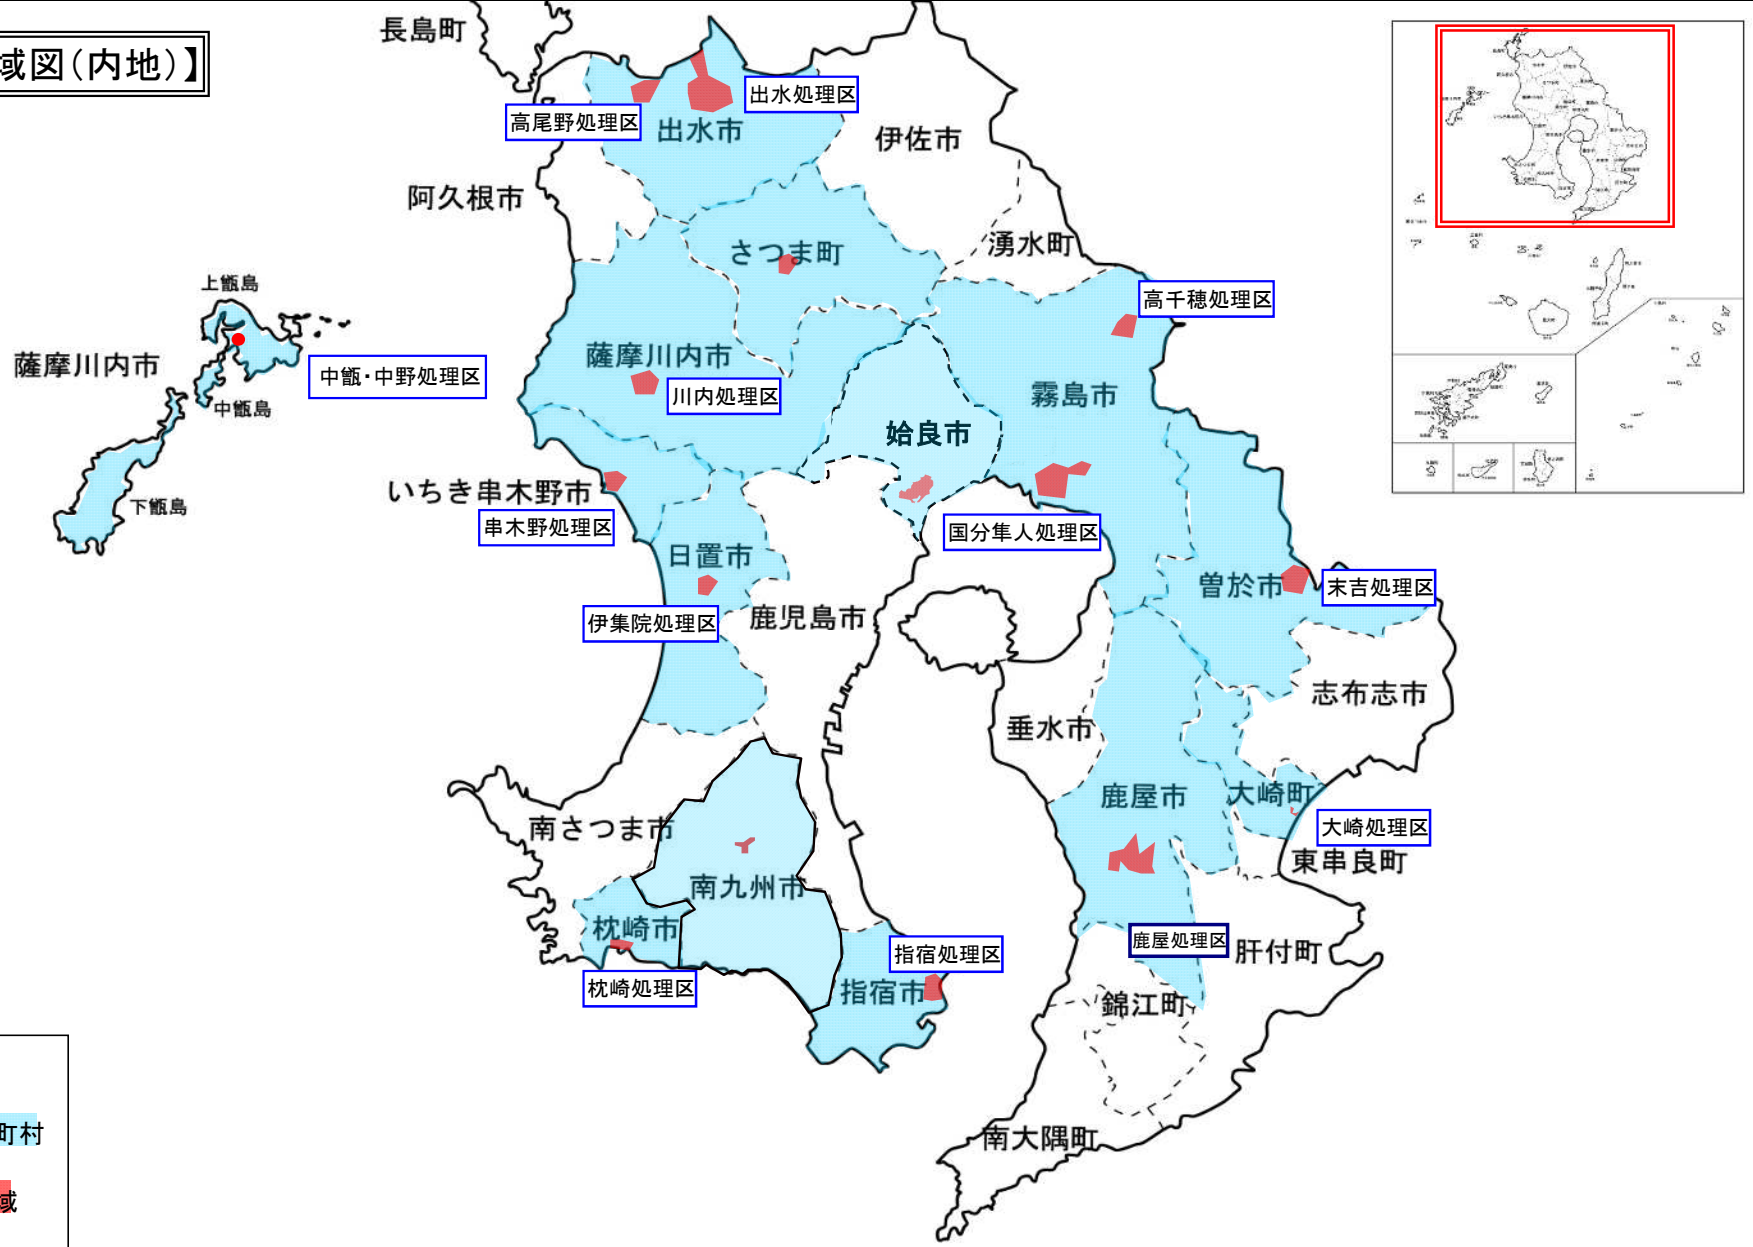 域図(内地)】
長島町
出水処理区
高尾野処理区
出水市
伊佐市
阿久根市
湧水町
さつま町
上甑島
高千穂処理区
薩摩川内市
薩摩川内市
中甑・中野処理区
川内処理区
霧島市
中甑島
姶良市
いちき串木野市
下甑島
串木野処理区
国分隼人処理区
日置市
曽於市
末吉処理区
伊集院処理区
鹿児島市
志布志市
垂水市
鹿屋市
大崎町
南さつま市
大崎処理区
東串良町
南九州市
枕崎市
鹿屋処理区
指宿処理区
肝付町
枕崎処理区
指宿市
錦江町
町村
南大隅町
域